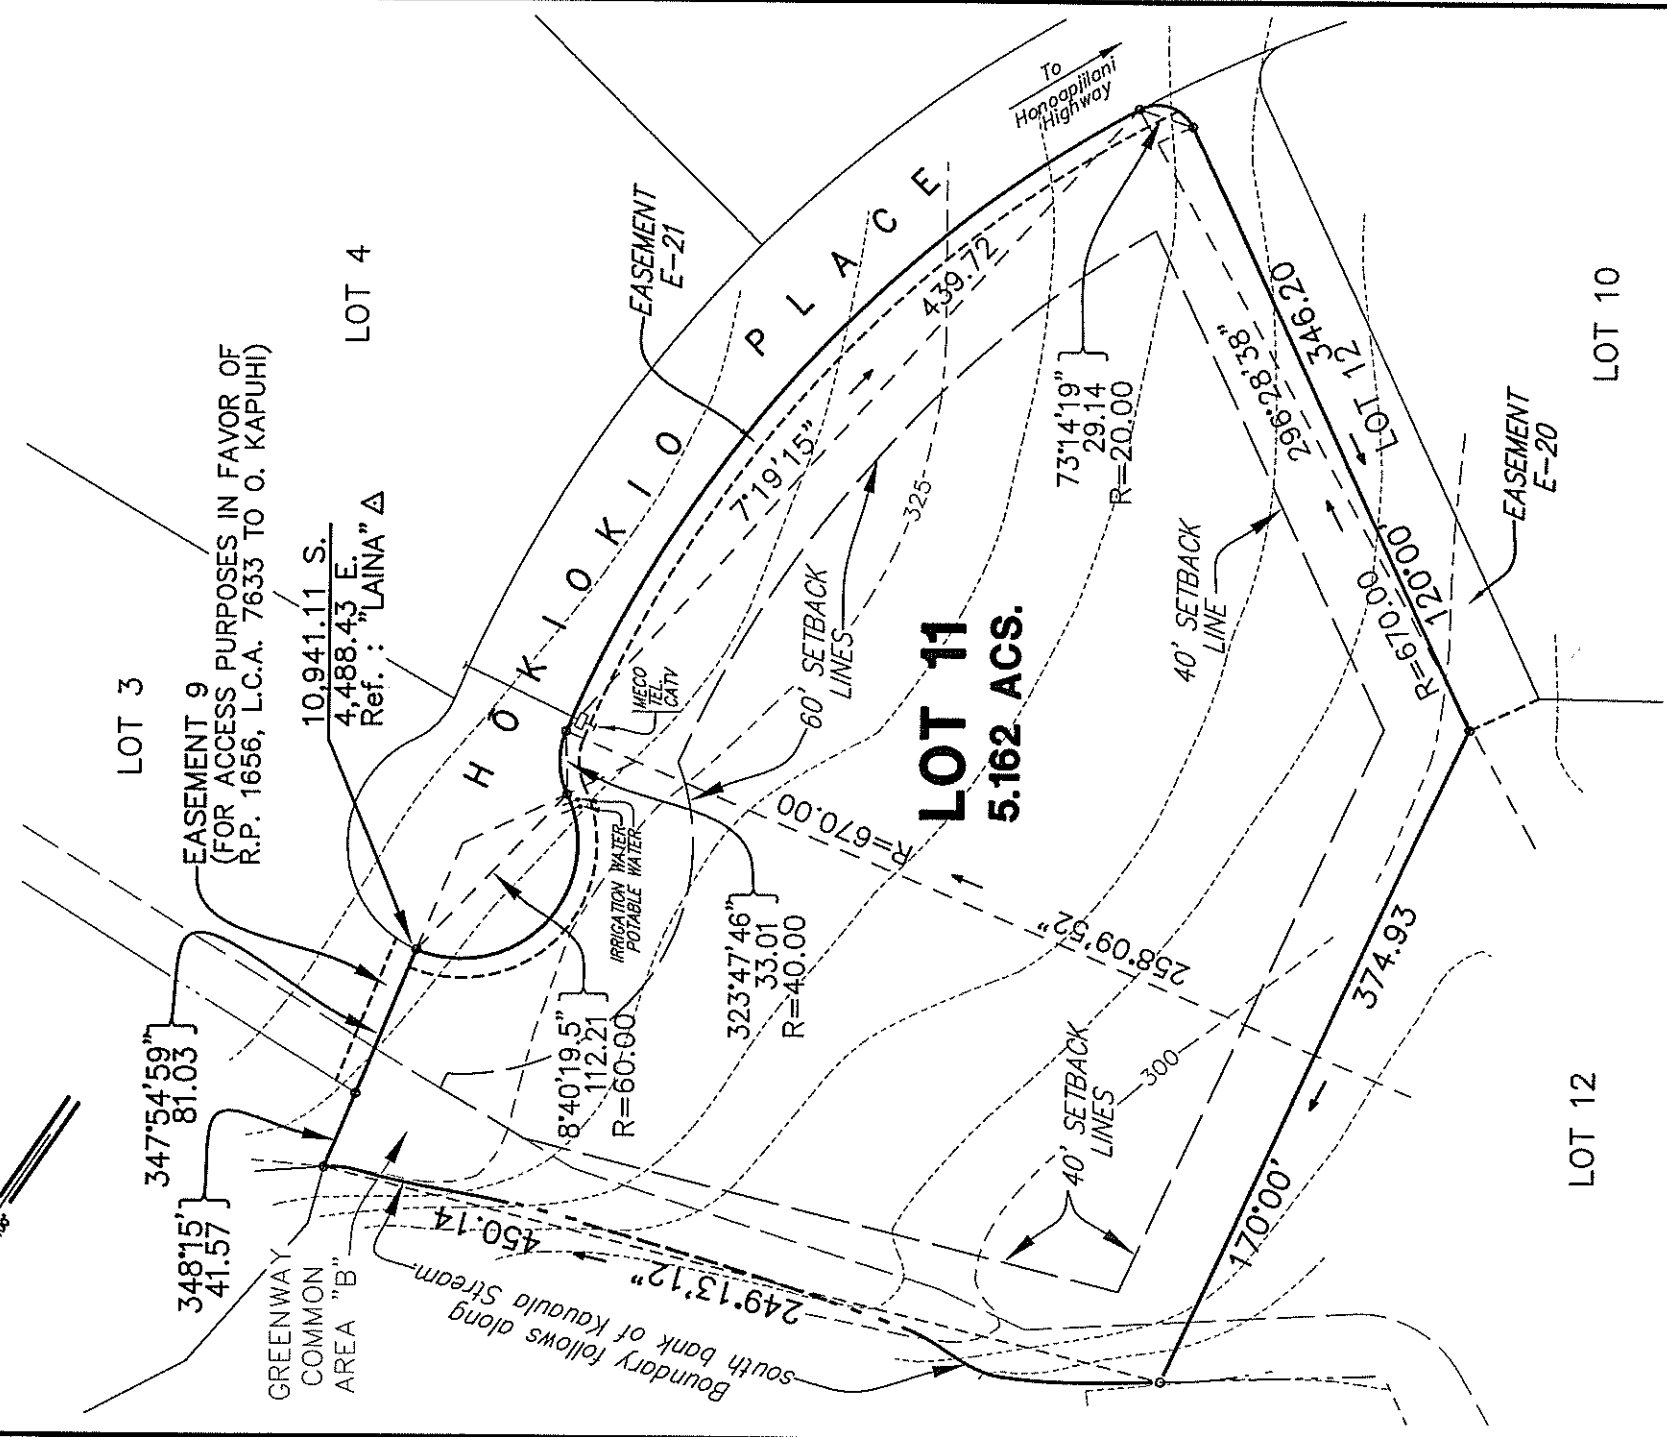 LOT 3
LOT 4
EASEMENT 9
(FOR ACCESS PURPOSES IN FAVOR OF
R.P. 1656, L.C.A. 7633 TO O. KAPUHI)
10,941.11 S.
4,488.43 E.
Ref. : "LAINA" Δ
To
Honoapiilani
Highway
EASEMENT
E-21
HŌKIOKIO PLACE
439.72
7°19'15"
347°54'59"
81.03
348°15'
41.57
GREENWAY
COMMON
AREA "B"
MECO
TEL.
CATV
IRRIGATION WATER
POTABLE WATER
8°40'19.5"
112.21
R=60.00
323°47'46"
33.01
R=40.00
60' SETBACK
LINES
325
73°14'19"
29.14
R=20.00
LOT 11
5.162 ACS.
R=670.00
258°09'52"
40' SETBACK
LINE
296°28'38"
R=670.00
346.20
120°00'
LOT 12
LOT 10
EASEMENT
E-20
374.93
170°00'
40' SETBACK
LINES
300
LOT 12
450.14
249°13'12"
Boundary follows along
south bank of Kauaula Stream.